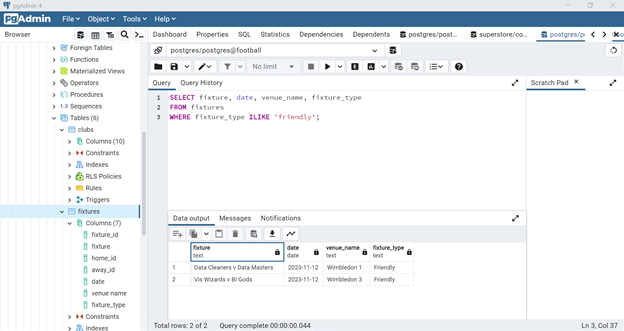 pgAdmin 4
pgAdmin File Object Tools Help
Browser
Dashboard Properties SQL Statistics Dependencies Dependents postgres/post... superstore/co... postgres/p
Foreign Tables
Functions
Materialized Views
Operators
Procedures
1..3 Sequences
Tables (6)
clubs
Columns (10)
Constraints
Indexes
RLS Policies
Rules
Triggers
fixtures
Columns (7)
fixture_id
fixture
home_id
away_id
date
venue name
fixture_type
Constraints
Indexes
postgres/postgres@football
No limit
Query Query History
Scratch Pad
1 SELECT fixture, date, venue_name, fixture_type
2 FROM fixtures
3 WHERE fixture_type ILIKE 'friendly';
Data output Messages Notifications
fixture date venue_name fixture_type
text date text text
1 Data Cleaners v Data Masters 2023-11-12 Wimbledon 1 Friendly
2 Vis Wizards v BI Gods 2023-11-12 Wimbledon 3 Friendly
Total rows: 2 of 2 Query complete 00:00:00.044 Ln 3, Col 37